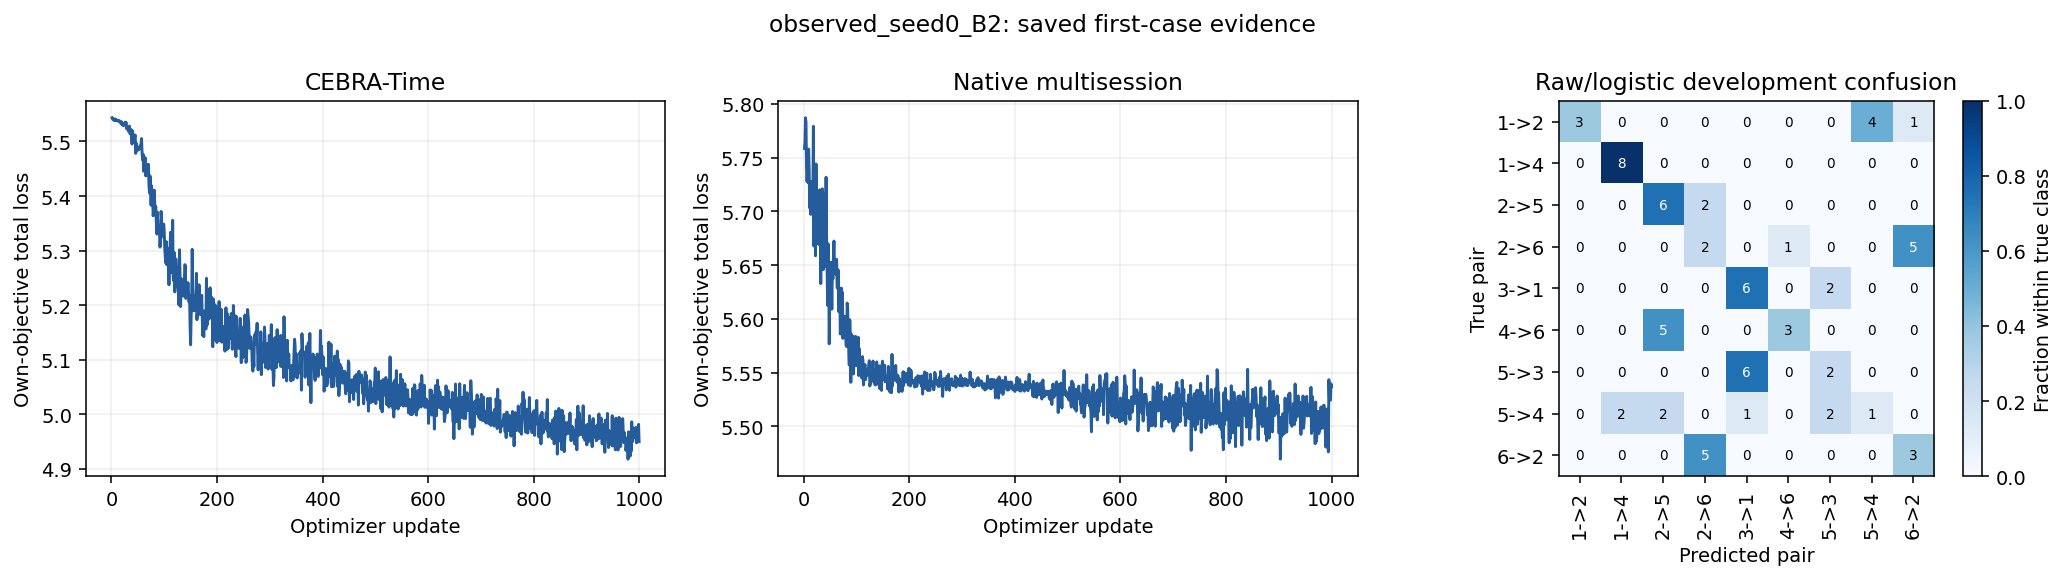 observed_seed0_B2: saved first-case evidence
CEBRA-Time
Own-objective total loss
5.5
5.4
5.3
5.2
5.1
5.0
4.9
0 200 400 600 800 1000
Optimizer update
Native multisession
Own-objective total loss
5.80
5.75
5.70
5.65
5.60
5.55
5.50
0 200 400 600 800 1000
Optimizer update
Raw/logistic development confusion
True pair
1->2 3 0 0 0 0 0 0 4 1
1->4 0 8 0 0 0 0 0 0 0
2->5 0 0 6 2 0 0 0 0 0
2->6 0 0 0 2 0 1 0 0 5
3->1 0 0 0 0 6 0 2 0 0
4->6 0 0 5 0 0 3 0 0 0
5->3 0 0 0 0 6 0 2 0 0
5->4 0 2 2 0 1 0 2 1 0
6->2 0 0 0 5 0 0 0 0 3
1->2 1->4 2->5 2->6 3->1 4->6 5->3 5->4 6->2
Predicted pair
1.0
0.8
0.6
0.4
0.2
0.0
Fraction within true class